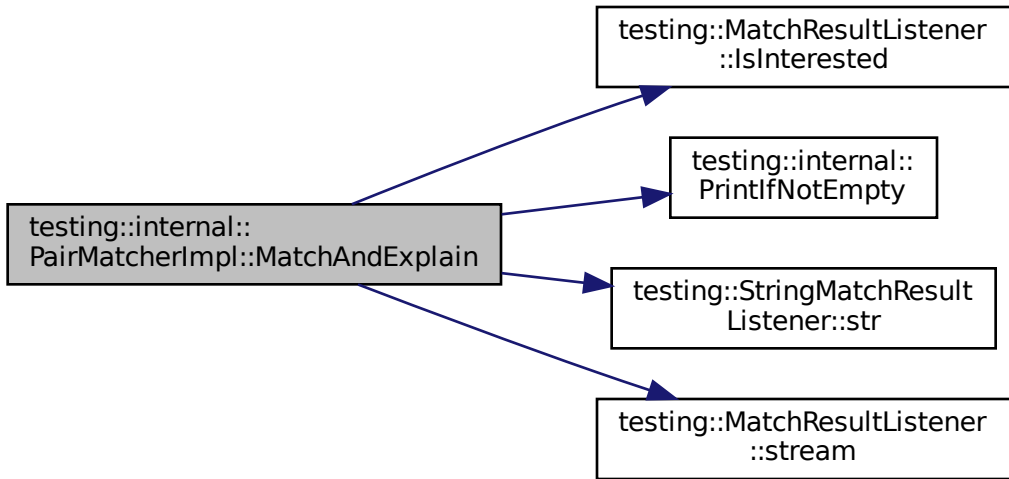 testing::MatchResultListener
::IsInterested
testing::internal::
PrintIfNotEmpty
testing::internal::
PairMatcherImpl::MatchAndExplain
testing::StringMatchResult
Listener::str
testing::MatchResultListener
::stream